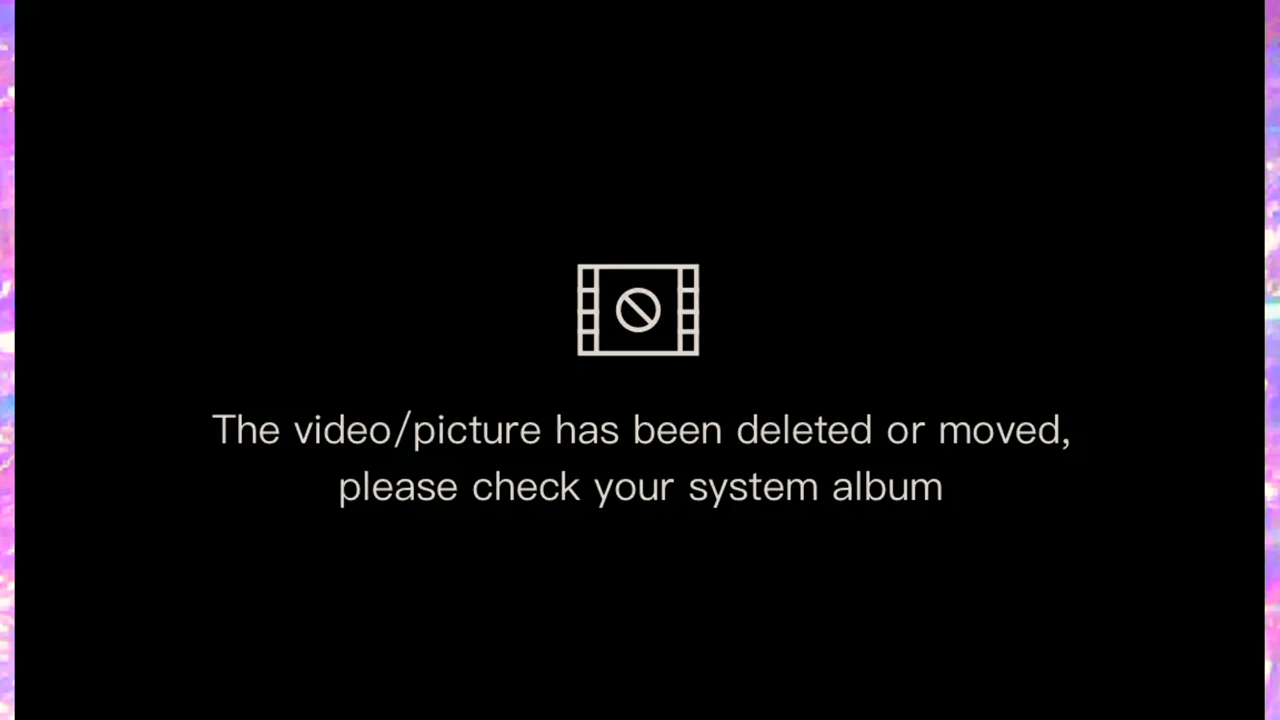 The video/picture has been deleted or moved,
please check your system album